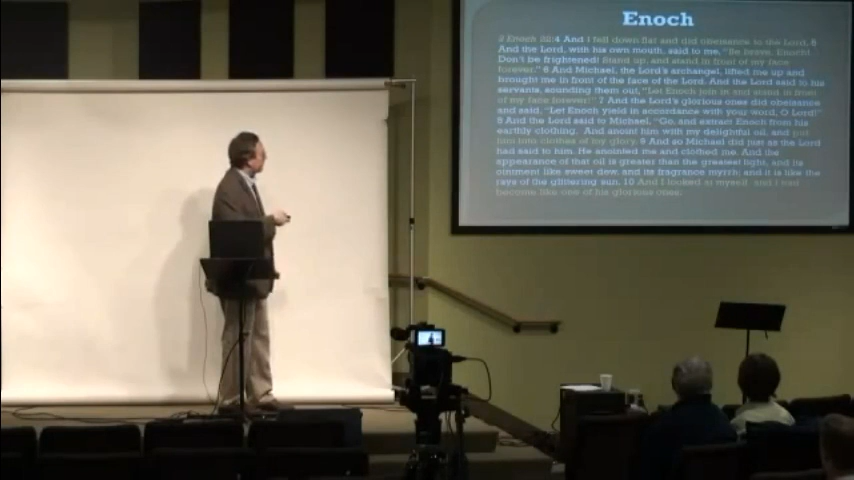 Enoch
2 Enoch 22:4 And I fell down flat and did obeisance to the Lord. 5
And the Lord, with his own mouth, said to me, "Be brave, Enoch!
Don't be frightened! Stand up, and stand in front of my face
forever." 6 And Michael, the Lord's archangel, lifted me up and
brought me in front of the face of the Lord. And the Lord said to his
servants, sounding them out, "Let Enoch join in and stand in front
of my face forever!" 7 And the Lord's glorious ones did obeisance
and said, "Let Enoch yield in accordance with your word, O Lord!"
8 And the Lord said to Michael, "Go, and extract Enoch from his
earthly clothing. And anoint him with my delightful oil, and put
him into clothes of my glory. 9 And so Michael did just as the Lord
had said to him. He anointed me and clothed me. And the
appearance of that oil is greater than the greatest light, and its
ointment like sweet dew, and its fragrance myrrh; and it is like the
rays of the glittering sun. 10 And I looked at myself, and I had
become like one of his glorious ones.